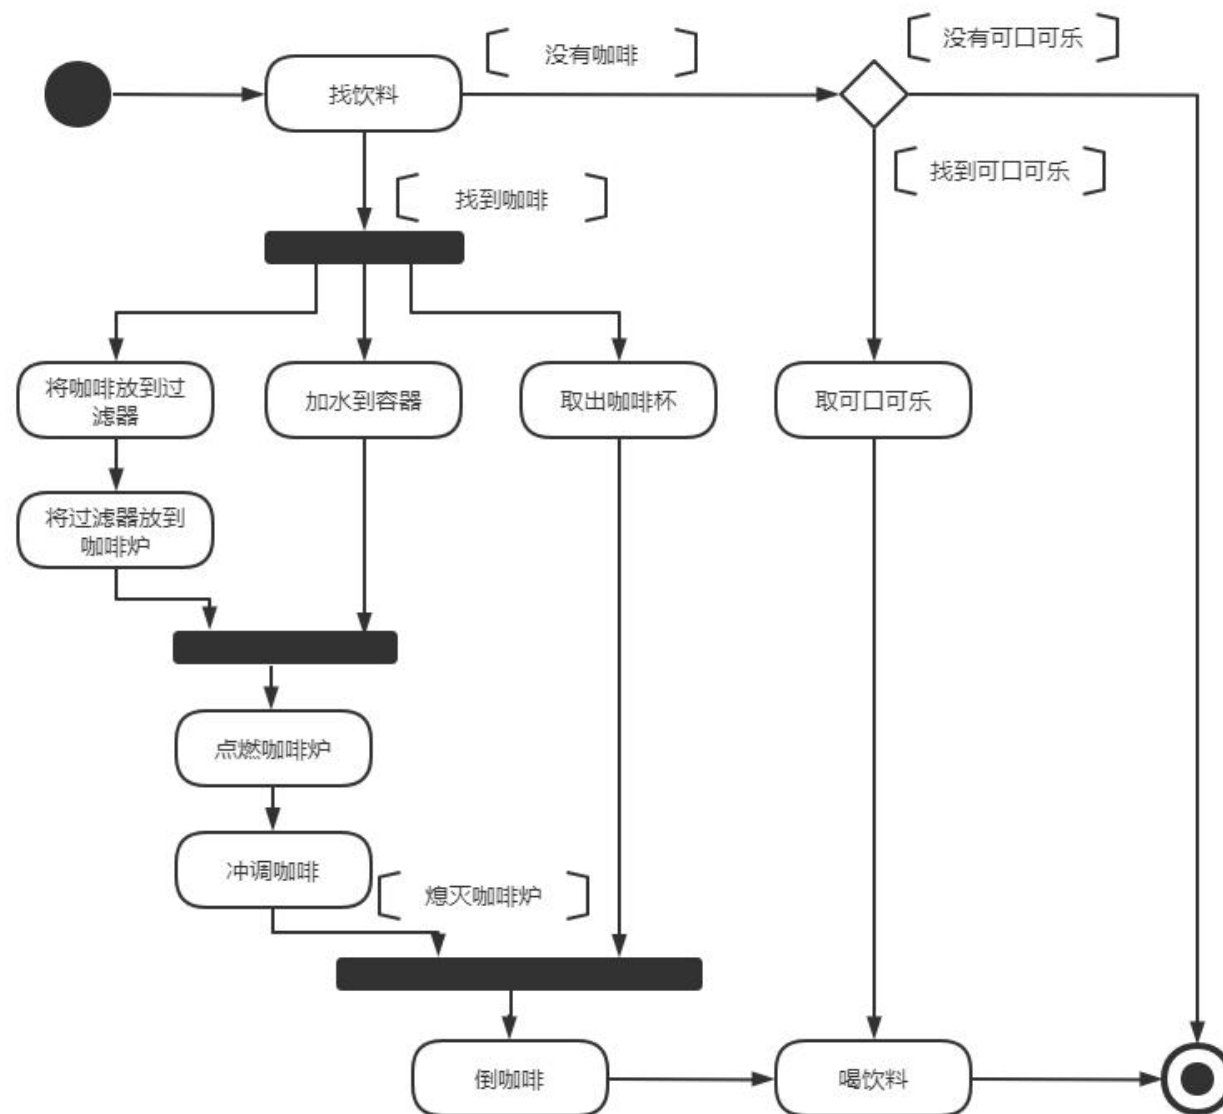 没有可口可乐
没有咖啡
找饮料
找到可口可乐
找到咖啡
将咖啡放到过
滤器
加水到容器
取出咖啡杯
取可口可乐
将过滤器放到
咖啡炉
点燃咖啡炉
冲调咖啡
熄灭咖啡炉
倒咖啡
喝饮料